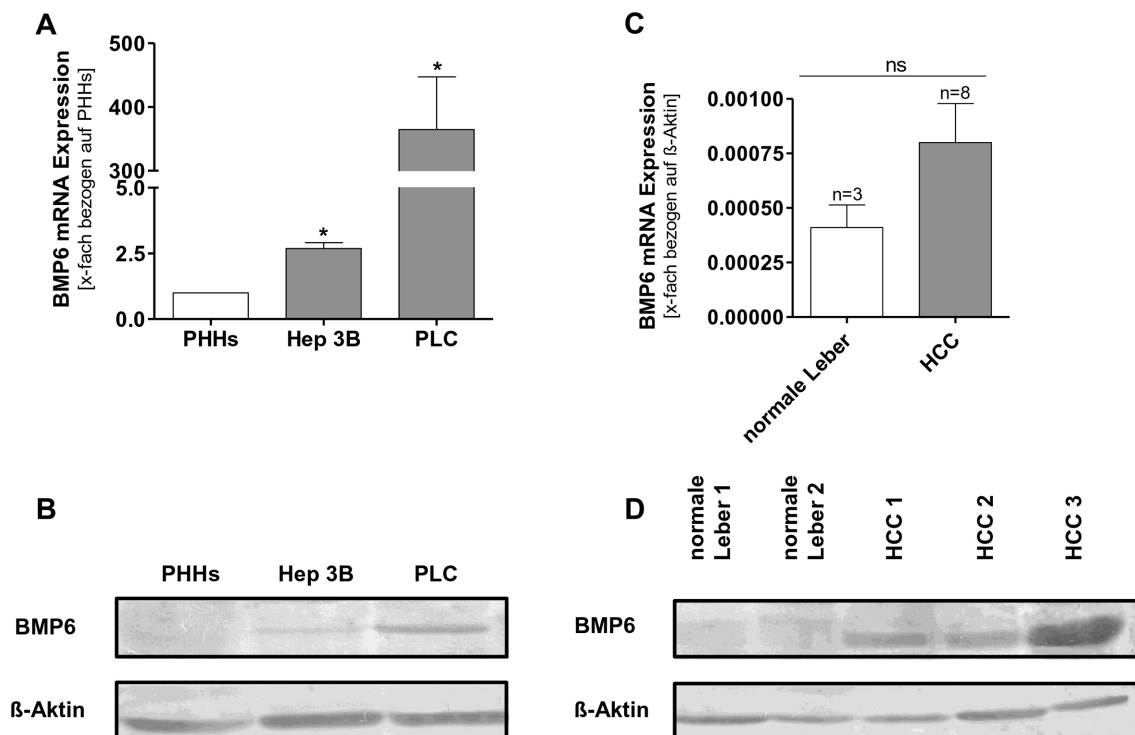 A
BMP6 mRNA Expression
[x-fach bezogen auf PHHs]
500
400
300
5.0
2.5
0.0
*
*
PHHs Hep 3B PLC
C
BMP6 mRNA Expression
[x-fach bezogen auf ß-Aktin]
ns
0.00100
0.00075
0.00050
0.00025
0.00000
n=3
n=8
normale Leber
HCC
B
PHHs Hep 3B PLC
BMP6
ß-Aktin
D
normale
Leber 1
normale
Leber 2
HCC 1
HCC 2
HCC 3
BMP6
ß-Aktin